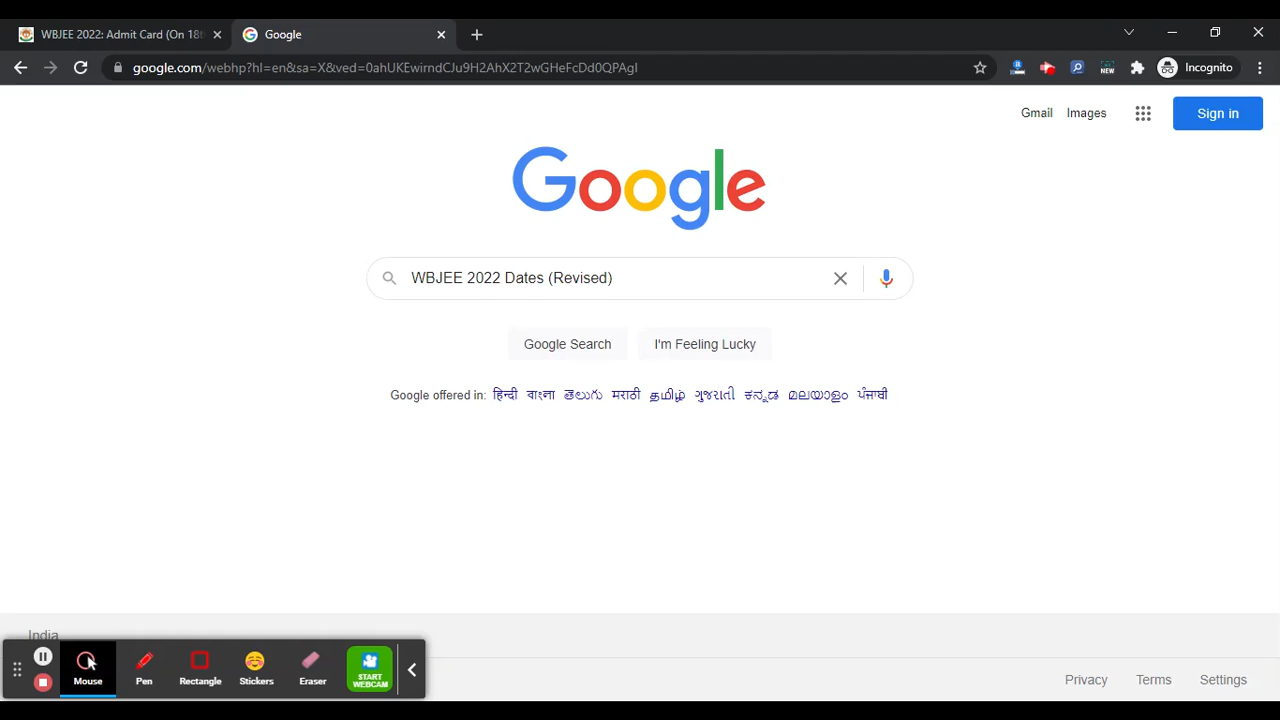 WBJEE 2022: Admit Card (On 18t
Google
google.com/webhp?hl=en&sa=X&ved=0ahUKEwirndCJu9H2AhX2T2wGHeFcDd0QPAgI
NEW
Incognito
Gmail Images
Sign in
Google
WBJEE 2022 Dates (Revised)
Google Search
I'm Feeling Lucky
Google offered in: हिन्दी বাংলা తెలుగు मराठी தமிழ் ગુજરાતી ಕನ್ನಡ മലയാളം ਪੰਜਾਬੀ
India
Mouse
Pen
Rectangle
Stickers
Eraser
START
WEBCAM
Privacy Terms Settings